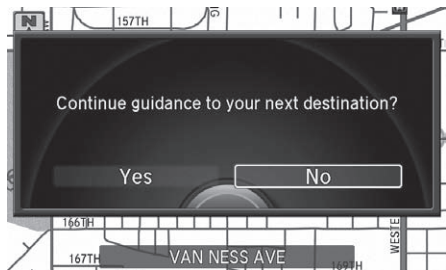 N
157TH
Continue guidance to your next destination?
Yes
No
166TH
WESTE
167TH
VAN NESS AVE
169TH